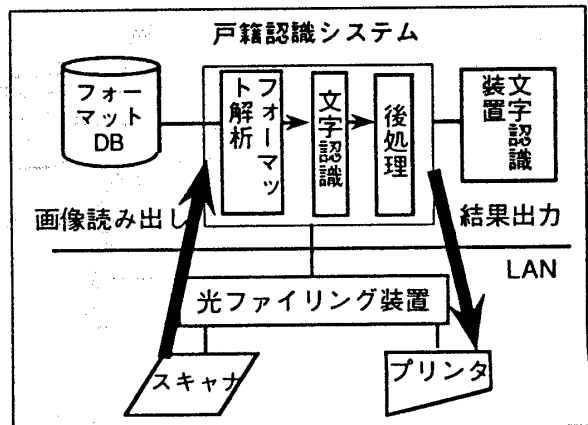 戸籍認識システム
フォー
マット
DB
フォーマッ
ト解析
文字認識
後処理
文字認識
装置
画像読み出し
結果出力
LAN
光ファイリング装置
スキャナ
プリンタ